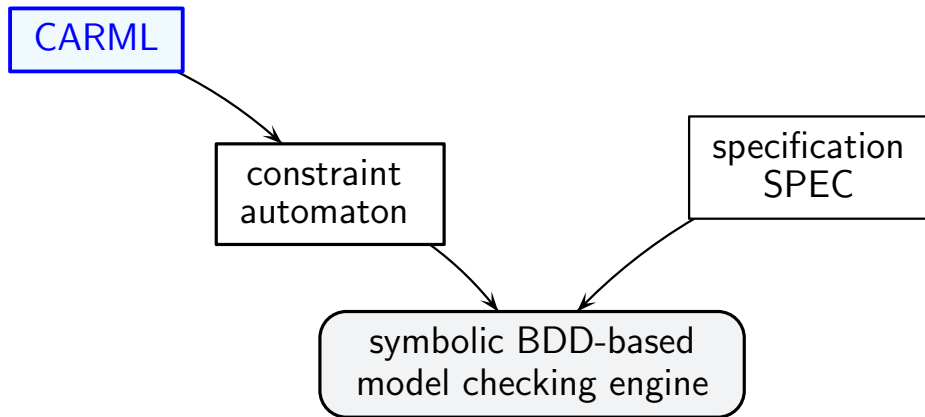 CARML
constraint
automaton
specification
SPEC
symbolic BDD-based
model checking engine